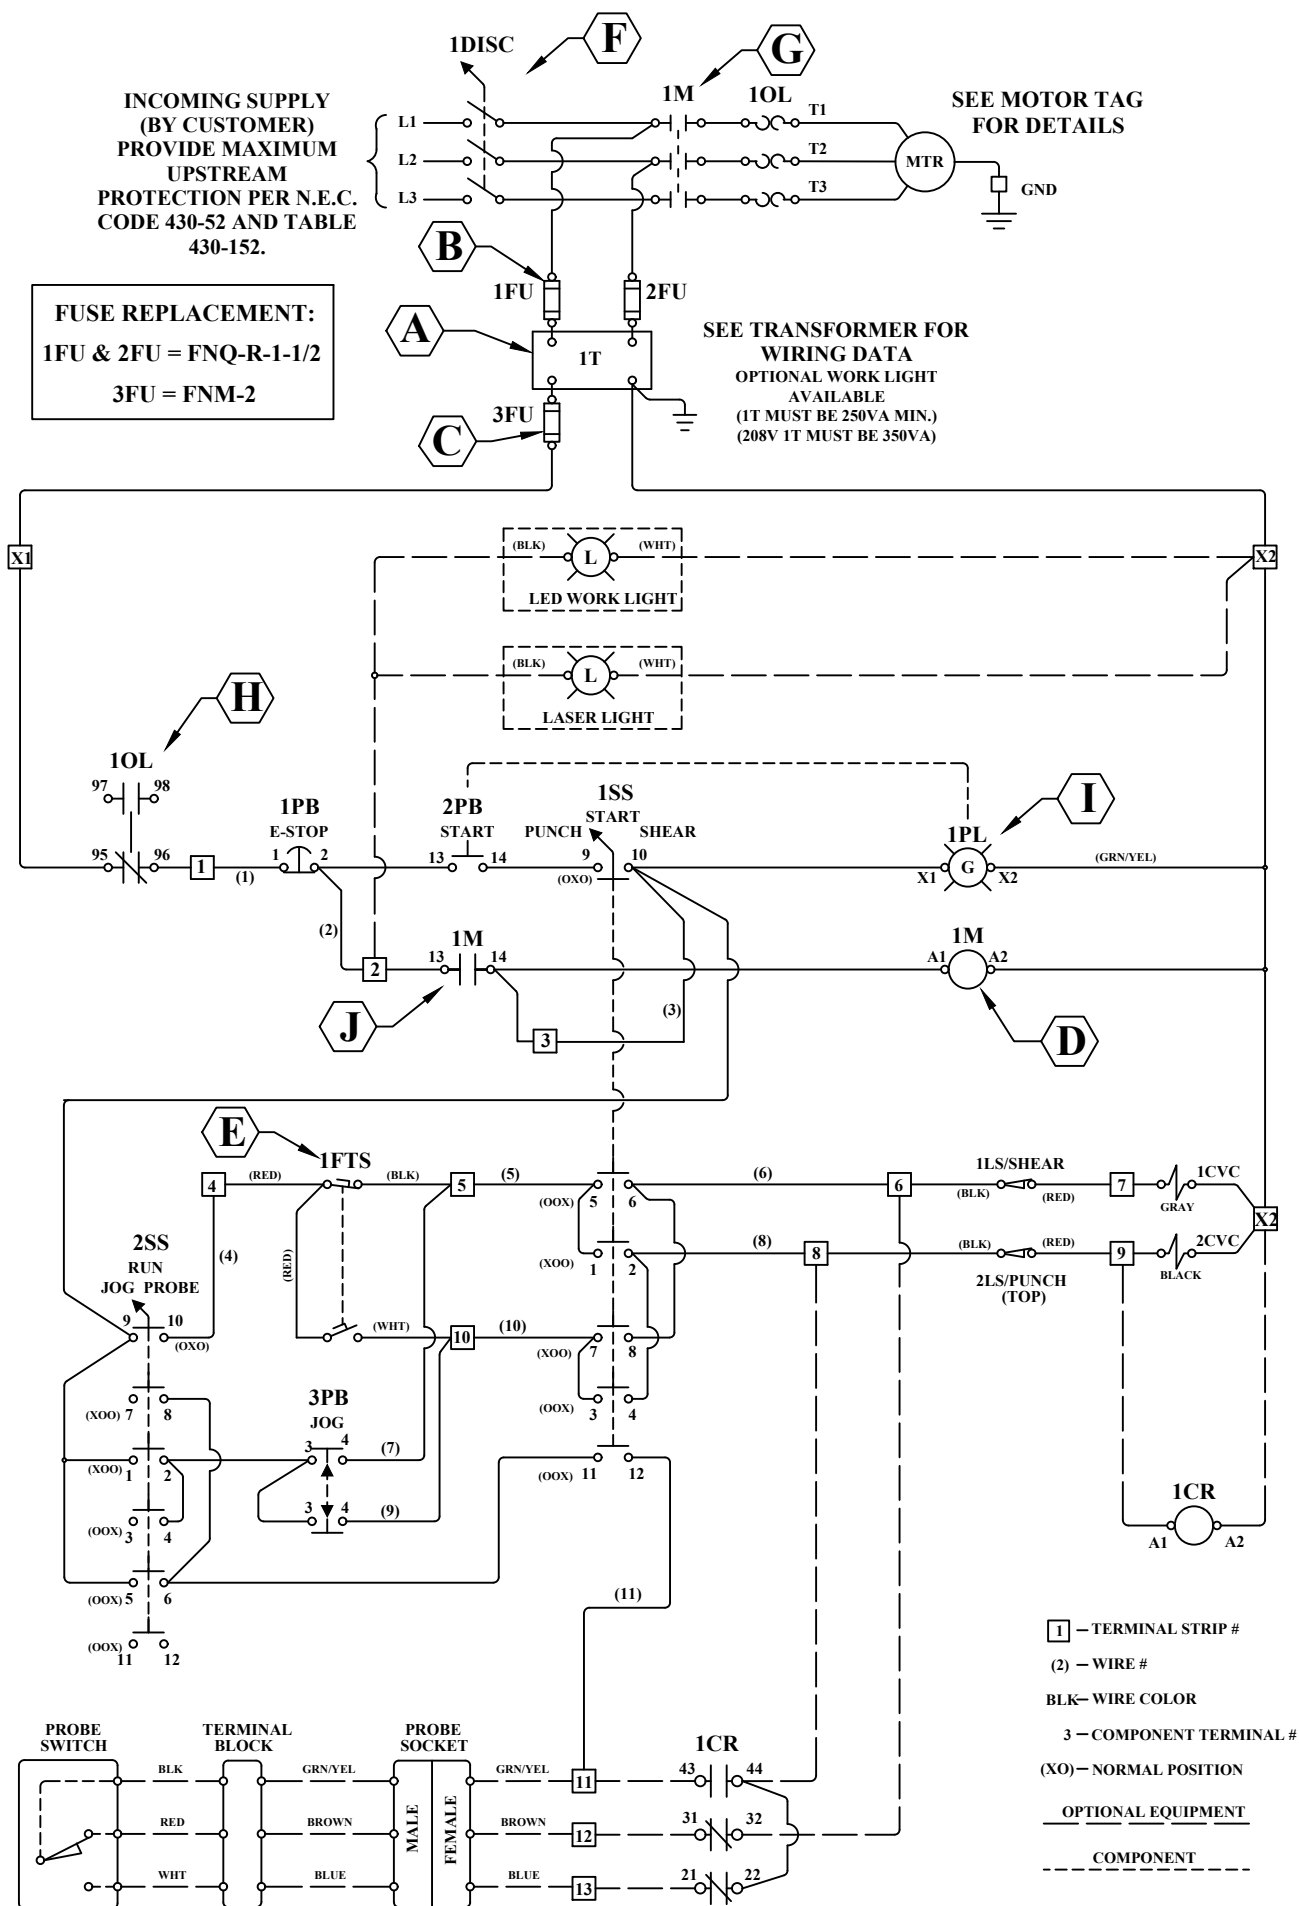 F
1DISC
G
1M
1OL
INCOMING SUPPLY
(BY CUSTOMER)
PROVIDE MAXIMUM
UPSTREAM
PROTECTION PER N.E.C.
CODE 430-52 AND TABLE
430-152.
L1
L2
L3
T1
T2
T3
MTR
SEE MOTOR TAG
FOR DETAILS
GND
B
1FU
2FU
FUSE REPLACEMENT:
1FU & 2FU = FNQ-R-1-1/2
3FU = FNM-2
A
1T
SEE TRANSFORMER FOR
WIRING DATA
OPTIONAL WORK LIGHT
AVAILABLE
(1T MUST BE 250VA MIN.)
(208V 1T MUST BE 350VA)
3FU
C
X1
(BLK)
L
(WHT)
X2
LED WORK LIGHT
(BLK)
L
(WHT)
LASER LIGHT
H
1OL
97
98
95
96
1
(1)
1PB
E-STOP
1
2
2PB
START
13
14
1SS
START
PUNCH
SHEAR
9
10
(OXO)
I
1PL
X1
G
X2
(GRN/YEL)
(2)
2
1M
13
14
1M
A1
A2
J
3
(3)
D
E
1FTS
4
(RED)
(BLK)
5
(5)
(OOX)
5
6
(6)
6
1LS/SHEAR
(BLK)
(RED)
7
1CVC
GRAY
X2
2SS
RUN
JOG PROBE
(4)
(RED)
(XOO)
1
2
(8)
8
(BLK)
(RED)
9
2CVC
BLACK
2LS/PUNCH
(TOP)
9
10
(OXO)
(WHT)
10
(10)
(XOO)
7
8
(XOO)
7
8
3PB
JOG
(OOX)
3
4
(XOO)
1
2
3
4
(7)
(OOX)
11
12
(OOX)
3
4
3
4
(9)
1CR
A1
A2
(OOX)
5
6
(11)
(OOX)
11
12
1
TERMINAL STRIP #
(2)
WIRE #
BLK
WIRE COLOR
3
COMPONENT TERMINAL #
(XO)
NORMAL POSITION
OPTIONAL EQUIPMENT
COMPONENT
PROBE
SWITCH
TERMINAL
BLOCK
PROBE
SOCKET
1CR
BLK
GRN/YEL
GRN/YEL
11
43
44
RED
BROWN
MALE
FEMALE
BROWN
12
31
32
WHT
BLUE
BLUE
13
21
22